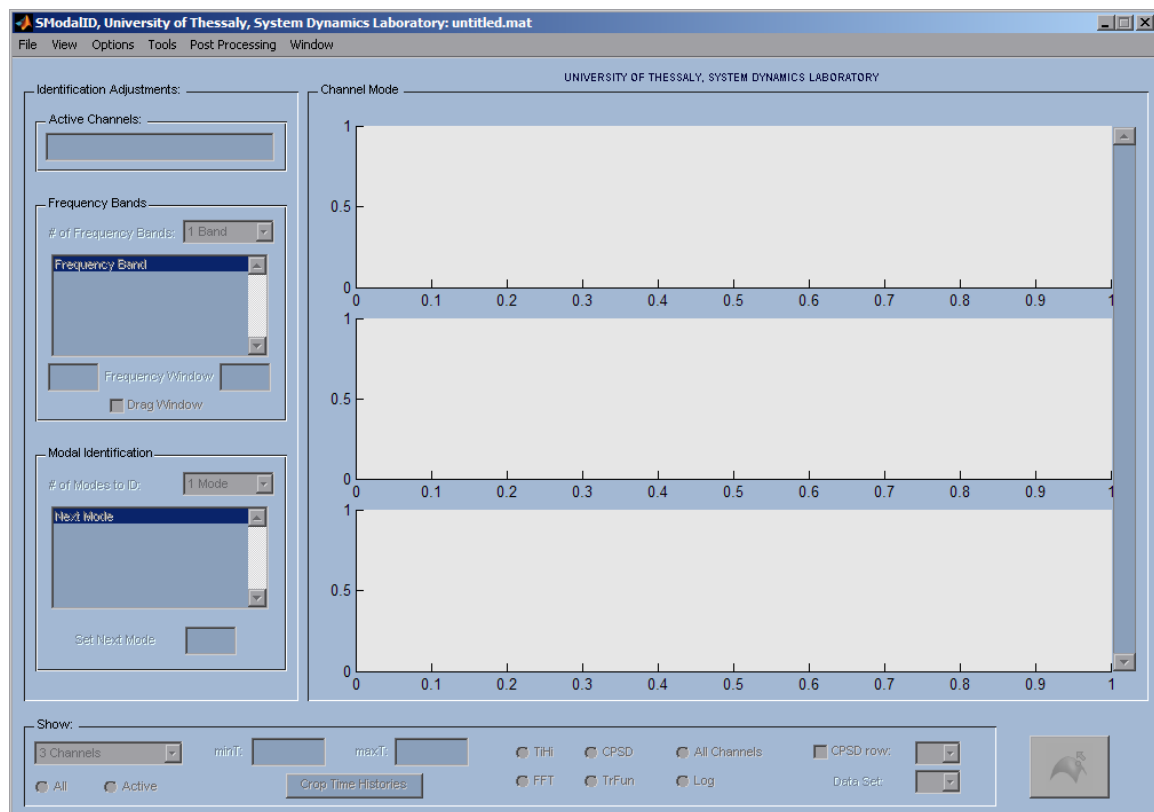 SModalID, University of Thessaly, System Dynamics Laboratory: untitled.mat
File View Options Tools Post Processing Window
UNIVERSITY OF THESSALY, SYSTEM DYNAMICS LABORATORY
Identification Adjustments:
Active Channels:
Frequency Bands
# of Frequency Bands: 1 Band
Frequency Band
Frequency Window
Drag Window
Modal Identification
# of Modes to ID: 1 Mode
Next Mode
Set Next Mode
Channel Mode
1
0.5
0
0 0.1 0.2 0.3 0.4 0.5 0.6 0.7 0.8 0.9 1
1
0.5
0
0 0.1 0.2 0.3 0.4 0.5 0.6 0.7 0.8 0.9 1
1
0.5
0
0 0.1 0.2 0.3 0.4 0.5 0.6 0.7 0.8 0.9 1
Show:
3 Channels minT: maxT: TiHi CPSD All Channels CPSD row:
All Active Crop Time Histories FFT TrFun Log Data Set: